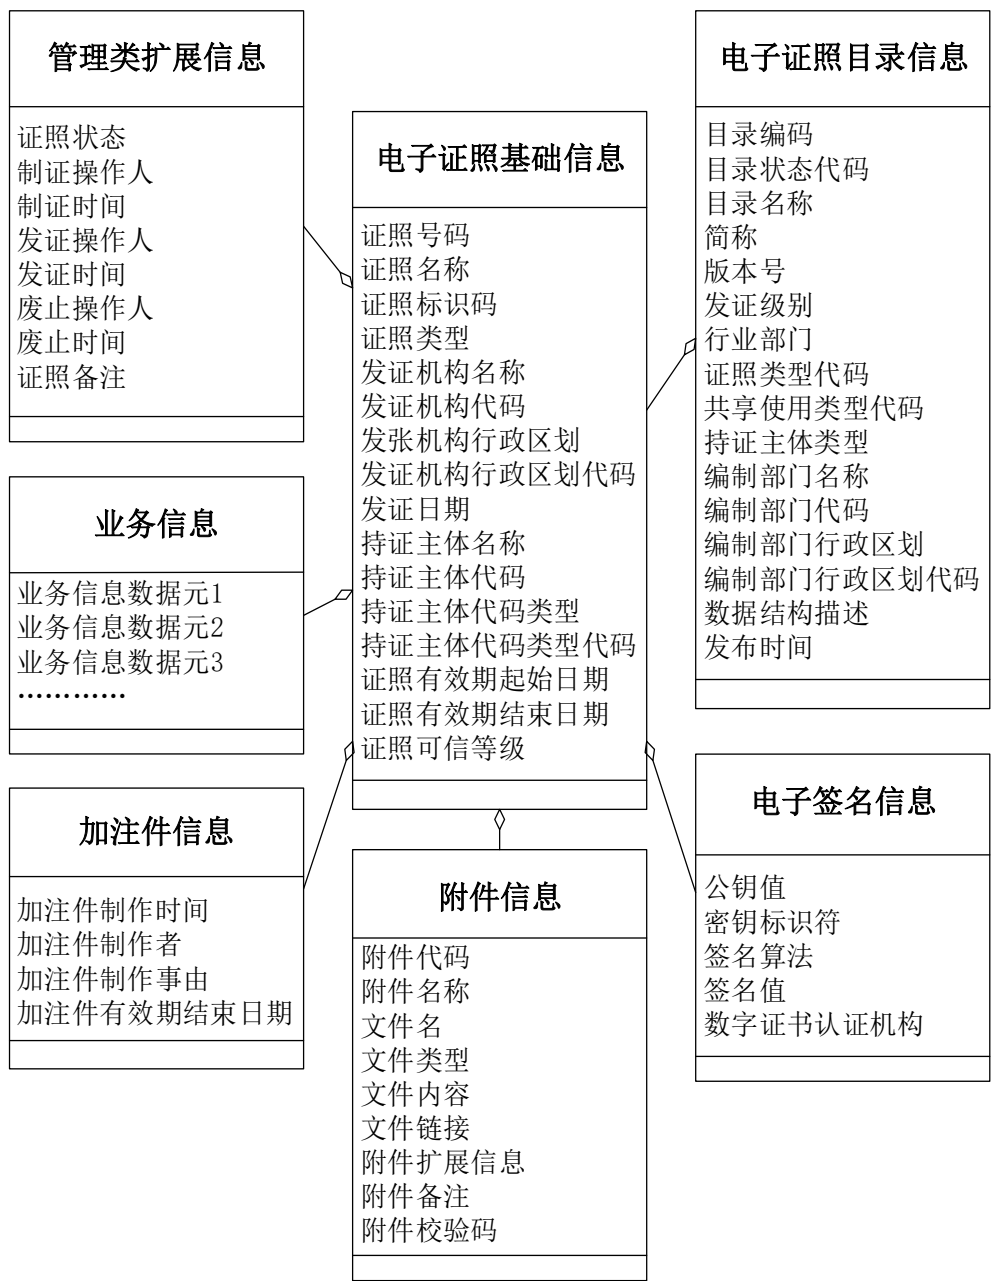 管理类扩展信息
证照状态
制证操作人
制证时间
发证操作人
发证时间
废止操作人
废止时间
证照备注
业务信息
业务信息数据元1
业务信息数据元2
业务信息数据元3
…………
加注件信息
加注件制作时间
加注件制作者
加注件制作事由
加注件有效期结束日期
电子证照基础信息
证照号码
证照名称
证照标识码
证照类型
发证机构名称
发证机构代码
发张机构行政区划
发证机构行政区划代码
发证日期
持证主体名称
持证主体代码
持证主体代码类型
持证主体代码类型代码
证照有效期起始日期
证照有效期结束日期
证照可信等级
附件信息
附件代码
附件名称
文件名
文件类型
文件内容
文件链接
附件扩展信息
附件备注
附件校验码
电子证照目录信息
目录编码
目录状态代码
目录名称
简称
版本号
发证级别
行业部门
证照类型代码
共享使用类型代码
持证主体类型
编制部门名称
编制部门代码
编制部门行政区划
编制部门行政区划代码
数据结构描述
发布时间
电子签名信息
公钥值
密钥标识符
签名算法
签名值
数字证书认证机构